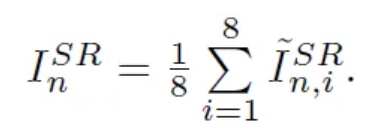 $I_n^{SR} = \frac{1}{8} \sum_{i=1}^{8} \tilde{I}_{n,i}^{SR}.$